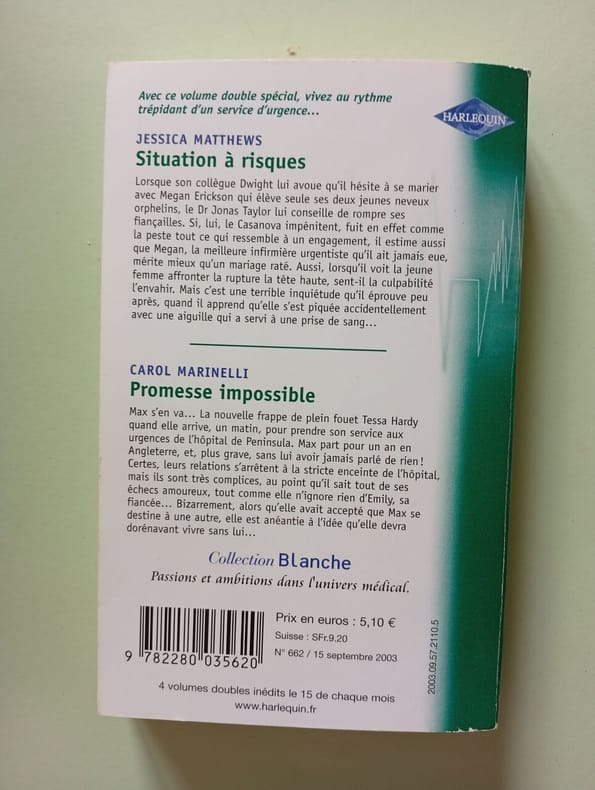 Avec ce volume double spécial, vivez au rythme
trépidant d'un service d'urgence...
HARLEQUIN
JESSICA MATTHEWS
Situation à risques
Lorsque son collègue Dwight lui avoue qu'il hésite à se marier
avec Megan Erickson qui élève seule ses deux jeunes neveux
orphelins, le Dr Jonas Taylor lui conseille de rompre ses
fiançailles. Si, lui, le Casanova impénitent, fuit en effet comme
la peste tout ce qui ressemble à un engagement, il estime aussi
que Megan, la meilleure infirmière urgentiste qu'il ait jamais eue,
mérite mieux qu'un mariage raté. Aussi, lorsqu'il voit la jeune
femme affronter la rupture la tête haute, sent-il la culpabilité
l'envahir. Mais c'est une terrible inquiétude qu'il éprouve peu
après, quand il apprend qu'elle s'est piquée accidentellement
avec une aiguille qui a servi à une prise de sang...
CAROL MARINELLI
Promesse impossible
Max s'en va... La nouvelle frappe de plein fouet Tessa Hardy
quand elle arrive, un matin, pour prendre son service aux
urgences de l'hôpital de Peninsula. Max part pour un an en
Angleterre, et, plus grave, sans lui avoir jamais parlé de rien !
Certes, leurs relations s'arrêtent à la stricte enceinte de l'hôpital,
mais ils sont très complices, au point qu'il sait tout de ses
échecs amoureux, tout comme elle n'ignore rien d'Emily, sa
fiancée... Bizarrement, alors qu'elle avait accepté que Max se
destine à une autre, elle est anéantie à l'idée qu'elle devra
dorénavant vivre sans lui...
Collection Blanche
Passions et ambitions dans l'univers médical.
Prix en euros : 5,10 €
Suisse : SFr.9.20
N° 662 / 15 septembre 2003
9 782280 035620
2003.09.57.2110.5
4 volumes doubles inédits le 15 de chaque mois
www.harlequin.fr